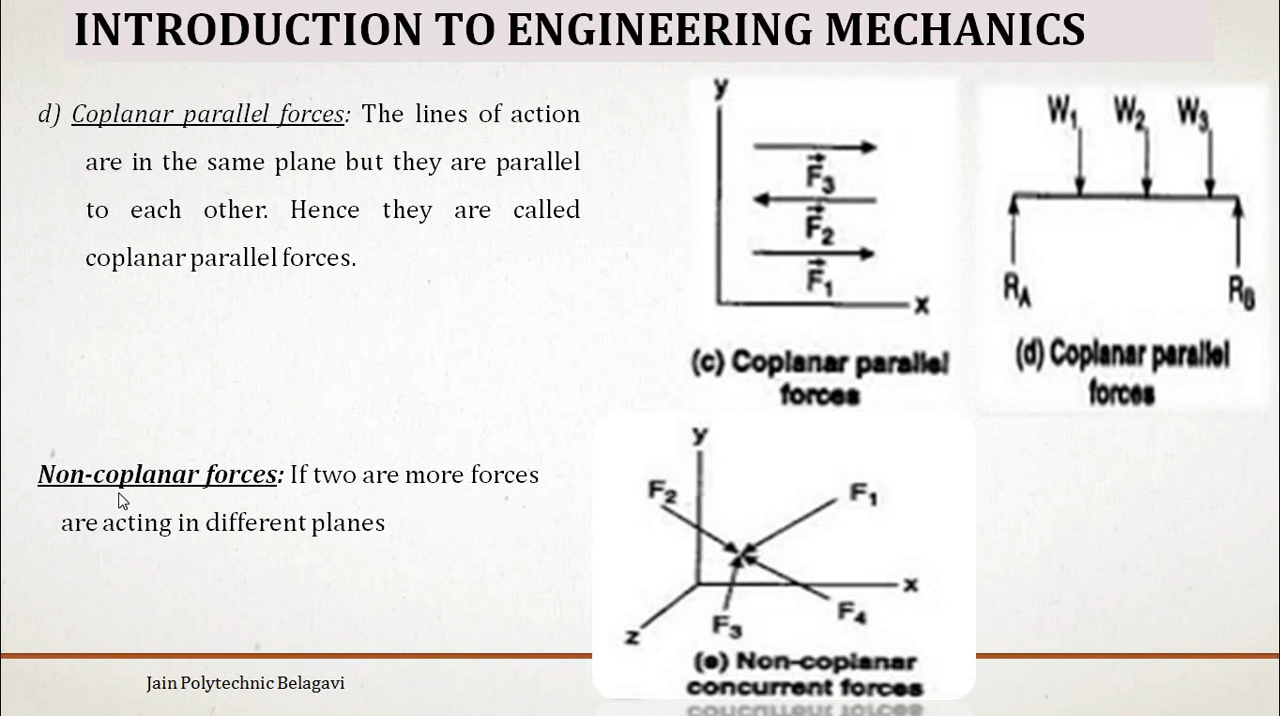 INTRODUCTION TO ENGINEERING MECHANICS
d) Coplanar parallel forces: The lines of action
are in the same plane but they are parallel
to each other. Hence they are called
coplanar parallel forces.
y
F3
F2
F1
x
(c) Coplanar parallel
forces
W1 W2 W3
RA RB
(d) Coplanar parallel
forces
Non-coplanar forces: If two are more forces
are acting in different planes
y
F2 F1
x
F3 F4
z
(e) Non-coplanar
concurrent forces
Jain Polytechnic Belagavi